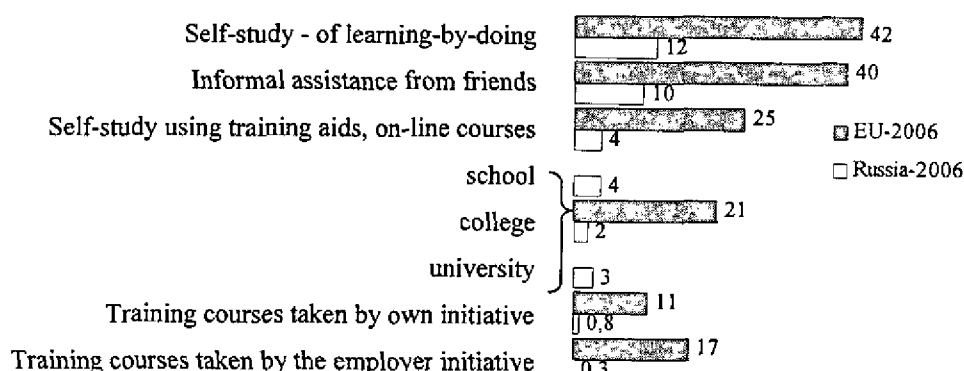 Self-study - of learning-by-doing
42
12
Informal assistance from friends
40
10
Self-study using training aids, on-line courses
25
4
EU-2006
Russia-2006
school
4
college
21
2
university
3
Training courses taken by own initiative
11
0,8
Training courses taken by the employer initiative
17
0,3